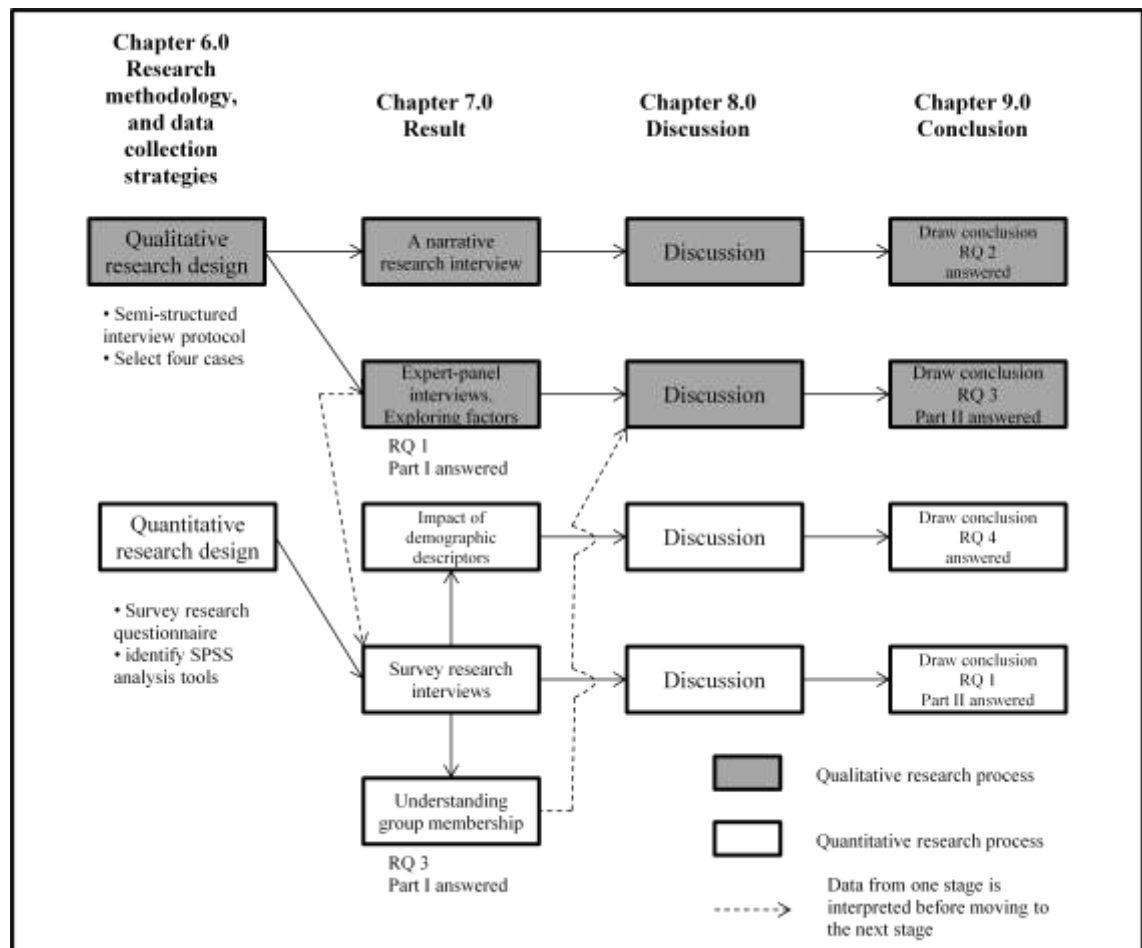 Chapter 6.0
Research
methodology,
and data
collection
strategies
Chapter 7.0
Result
Chapter 8.0
Discussion
Chapter 9.0
Conclusion
Qualitative
research design
• Semi-structured
interview protocol
• Select four cases
A narrative
research interview
Discussion
Draw conclusion
RQ 2
answered
Expert-panel
interviews.
Exploring factors
RQ 1
Part I answered
Discussion
Draw conclusion
RQ 3
Part II answered
Quantitative
research design
• Survey research
questionnaire
• identify SPSS
analysis tools
Impact of
demographic
descriptors
Discussion
Draw conclusion
RQ 4
answered
Survey research
interviews
Discussion
Draw conclusion
RQ 1
Part II answered
Understanding
group membership
RQ 3
Part I answered
Qualitative research process
Quantitative research process
Data from one stage is
interpreted before moving to
the next stage